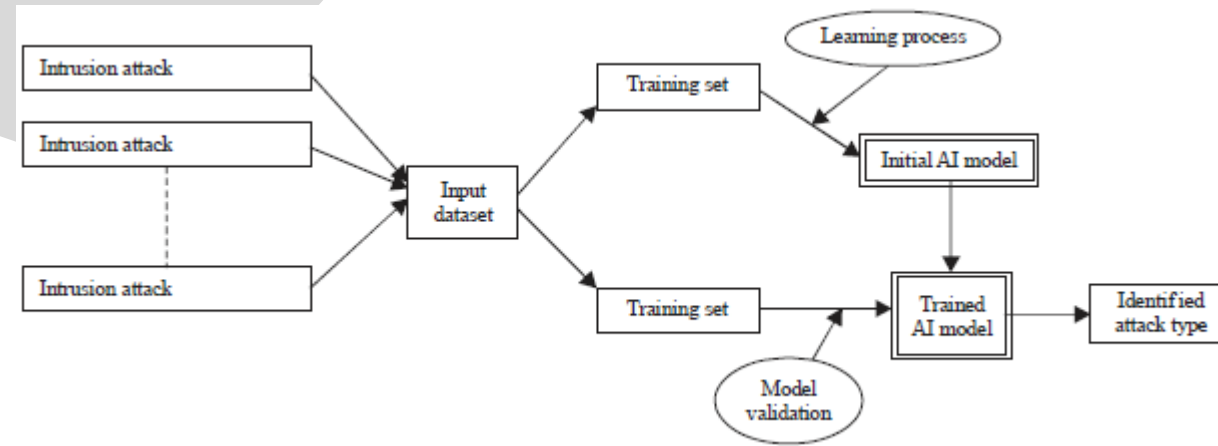 Intrusion attack
Intrusion attack
Intrusion attack
Input
dataset
Training set
Training set
Learning process
Initial AI model
Trained
AI model
Model
validation
Identified
attack type